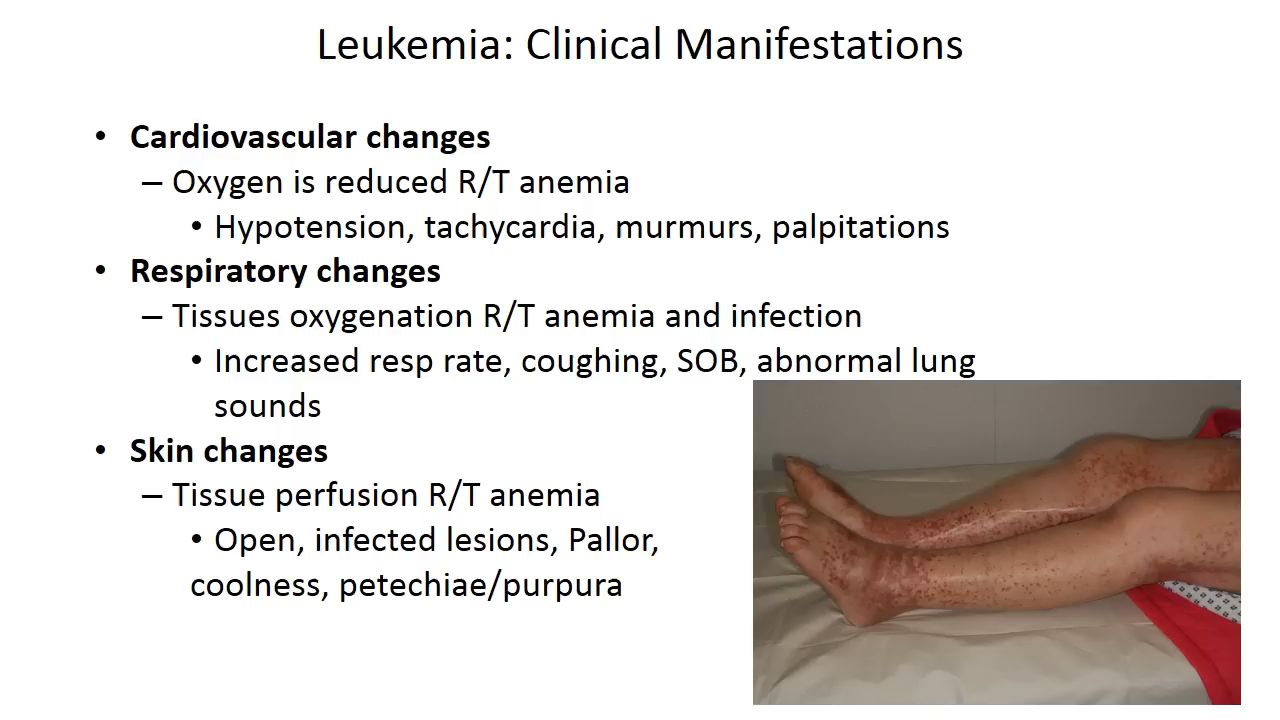 Leukemia: Clinical Manifestations
• Cardiovascular changes
– Oxygen is reduced R/T anemia
• Hypotension, tachycardia, murmurs, palpitations
• Respiratory changes
– Tissues oxygenation R/T anemia and infection
• Increased resp rate, coughing, SOB, abnormal lung
sounds
• Skin changes
– Tissue perfusion R/T anemia
• Open, infected lesions, Pallor,
coolness, petechiae/purpura